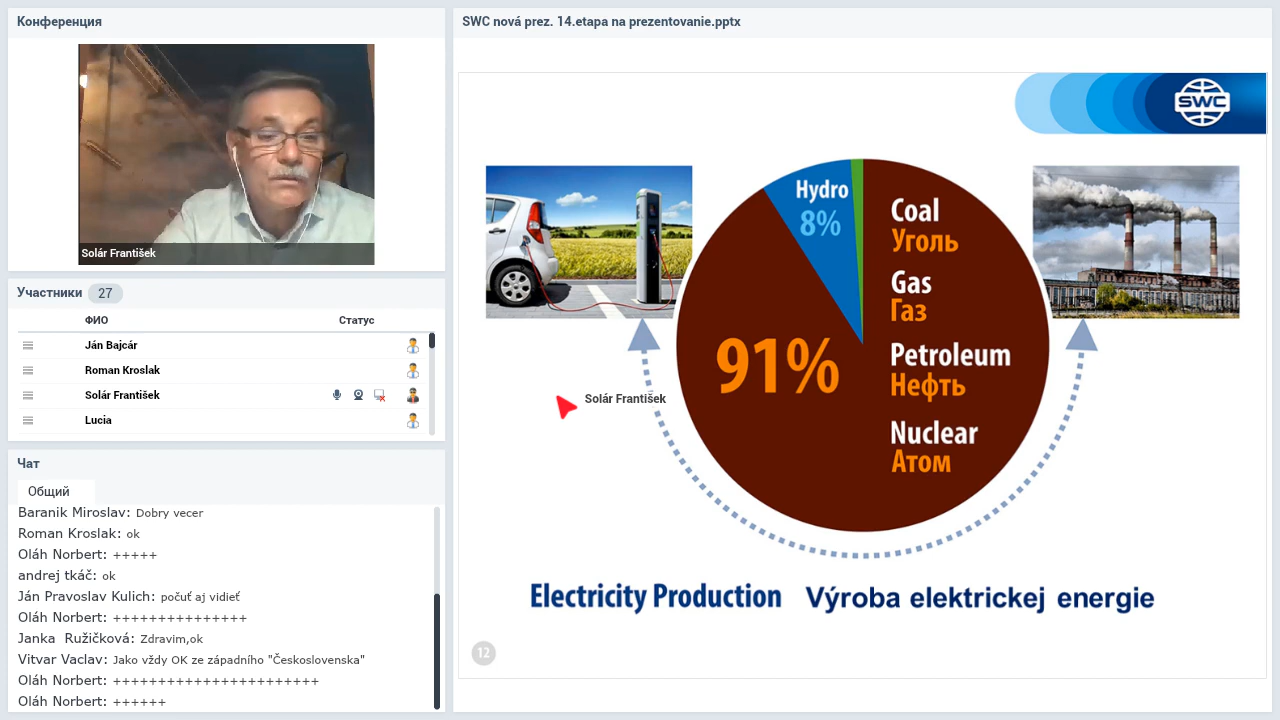 Конференция
Solár František
Участники 27
ФИО Статус
Ján Bajcár
Roman Kroslak
Solár František
Lucia
Чат
Общий
Baranik Miroslav: Dobry vecer
Roman Kroslak: ok
Oláh Norbert: +++++
andrej tkáč: ok
Ján Pravoslav Kulich: počuť aj vidieť
Oláh Norbert: +++++++++++++++
Janka Ružičková: Zdravim,ok
Vitvar Vaclav: Jako vždy OK ze západního "Československa"
Oláh Norbert: +++++++++++++++++++++++
Oláh Norbert: ++++++
SWC nová prez. 14.etapa na prezentovanie.pptx
SWC
Hydro
8%
Coal
Уголь
Gas
Газ
91%
Petroleum
Нефть
Solár František
Nuclear
Атом
Electricity Production Výroba elektrickej energie
12